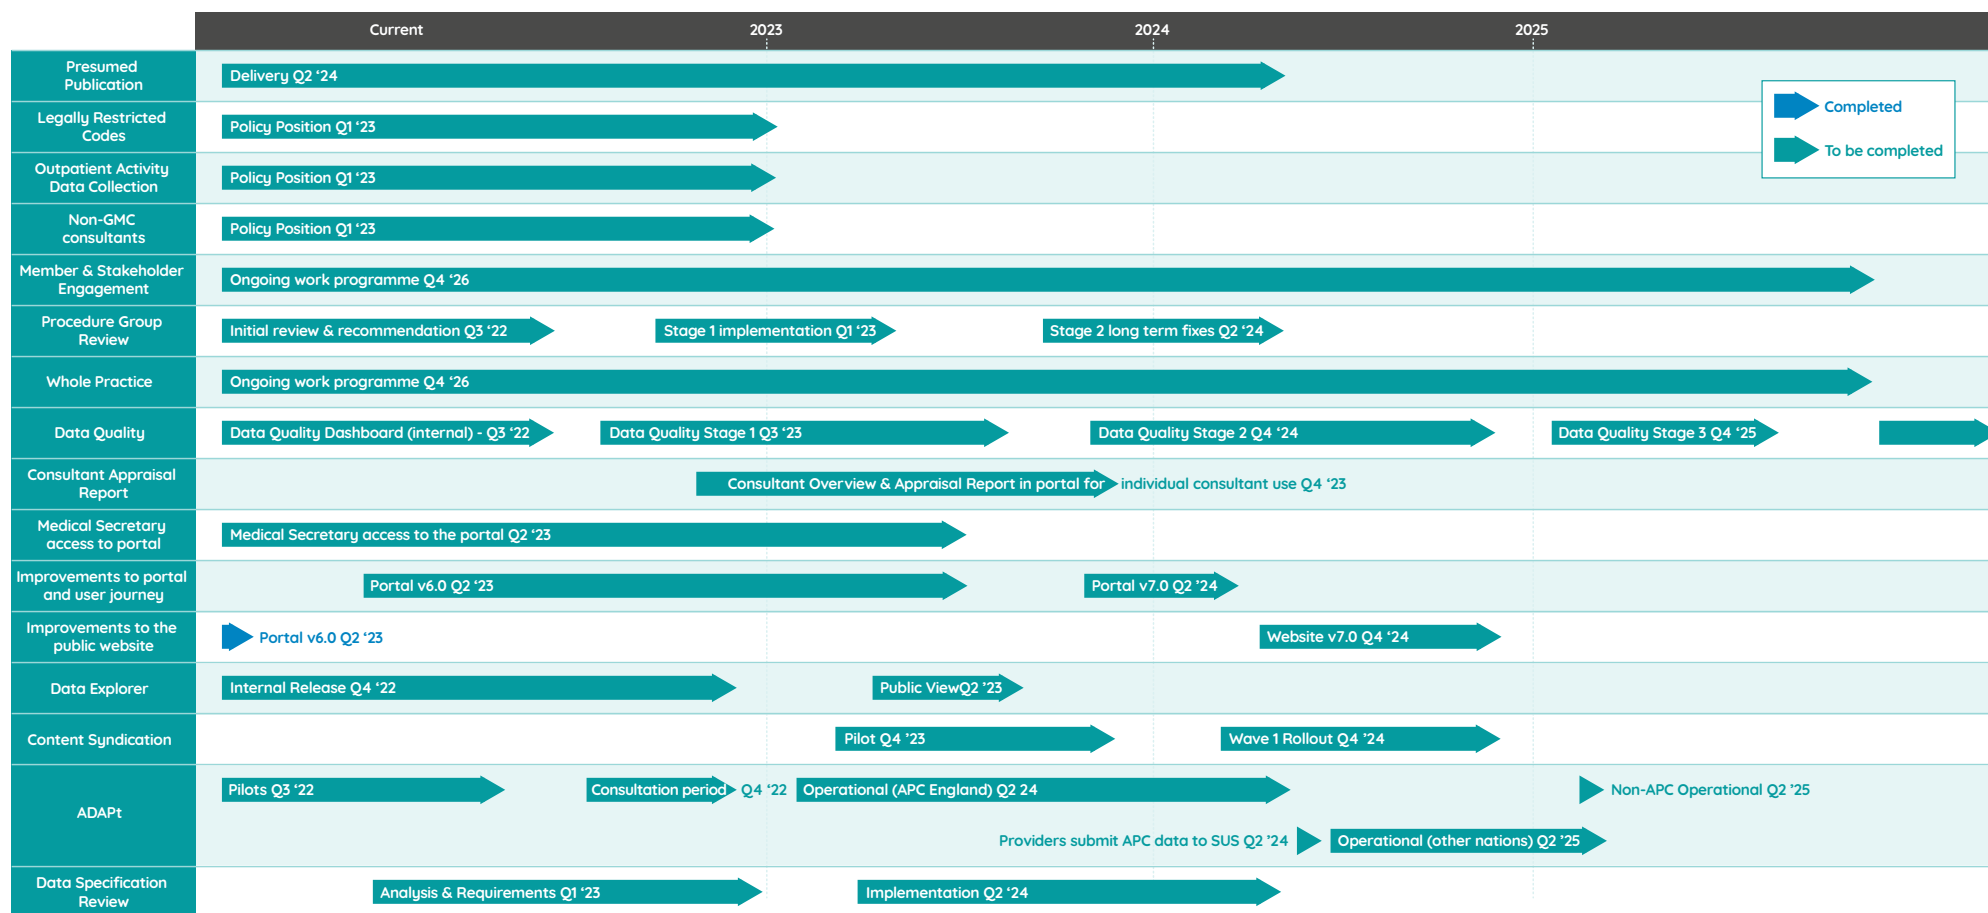 Current 2023 2024 2025
Presumed
Publication
Delivery Q2 ‘24
Completed
To be completed
Legally Restricted
Codes
Policy Position Q1 ‘23
Outpatient Activity
Data Collection
Policy Position Q1 ‘23
Non-GMC
consultants
Policy Position Q1 ‘23
Member & Stakeholder
Engagement
Ongoing work programme Q4 ‘26
Procedure Group
Review
Initial review & recommendation Q3 ‘22
Stage 1 implementation Q1 ‘23
Stage 2 long term fixes Q2 ‘24
Whole Practice
Ongoing work programme Q4 ‘26
Data Quality
Data Quality Dashboard (internal) - Q3 ‘22
Data Quality Stage 1 Q3 ‘23
Data Quality Stage 2 Q4 ‘24
Data Quality Stage 3 Q4 ‘25
Consultant Appraisal
Report
Consultant Overview & Appraisal Report in portal for individual consultant use Q4 ‘23
Medical Secretary
access to portal
Medical Secretary access to the portal Q2 ‘23
Improvements to portal
and user journey
Portal v6.0 Q2 ‘23
Portal v7.0 Q2 ’24
Improvements to the
public website
Portal v6.0 Q2 ‘23
Website v7.0 Q4 ‘24
Data Explorer
Internal Release Q4 ‘22
Public ViewQ2 ’23
Content Syndication
Pilot Q4 ’23
Wave 1 Rollout Q4 ’24
ADAPt
Pilots Q3 ‘22
Consultation period Q4 ‘22
Operational (APC England) Q2 24
Non-APC Operational Q2 ’25
Providers submit APC data to SUS Q2 ’24
Operational (other nations) Q2 ’25
Data Specification
Review
Analysis & Requirements Q1 ‘23
Implementation Q2 ‘24